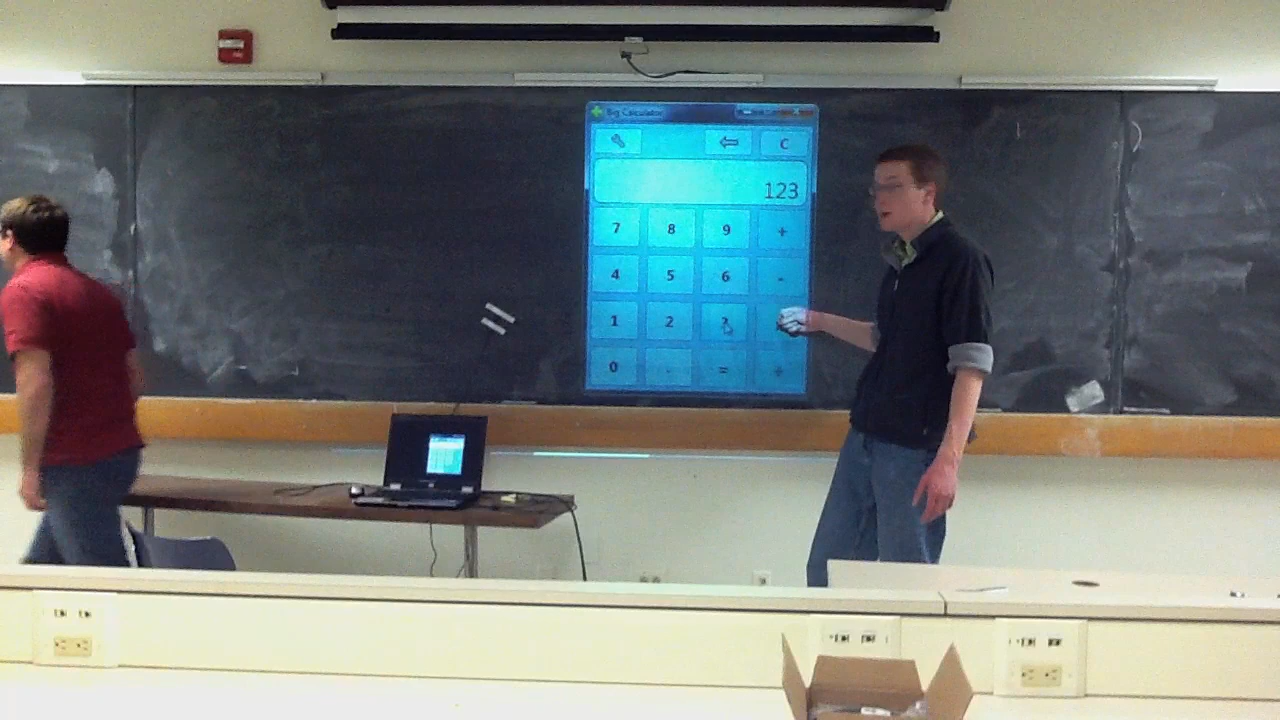 Big Calculator
C
123
7 8 9 +
4 5 6 -
1 2 3
0 . = ÷